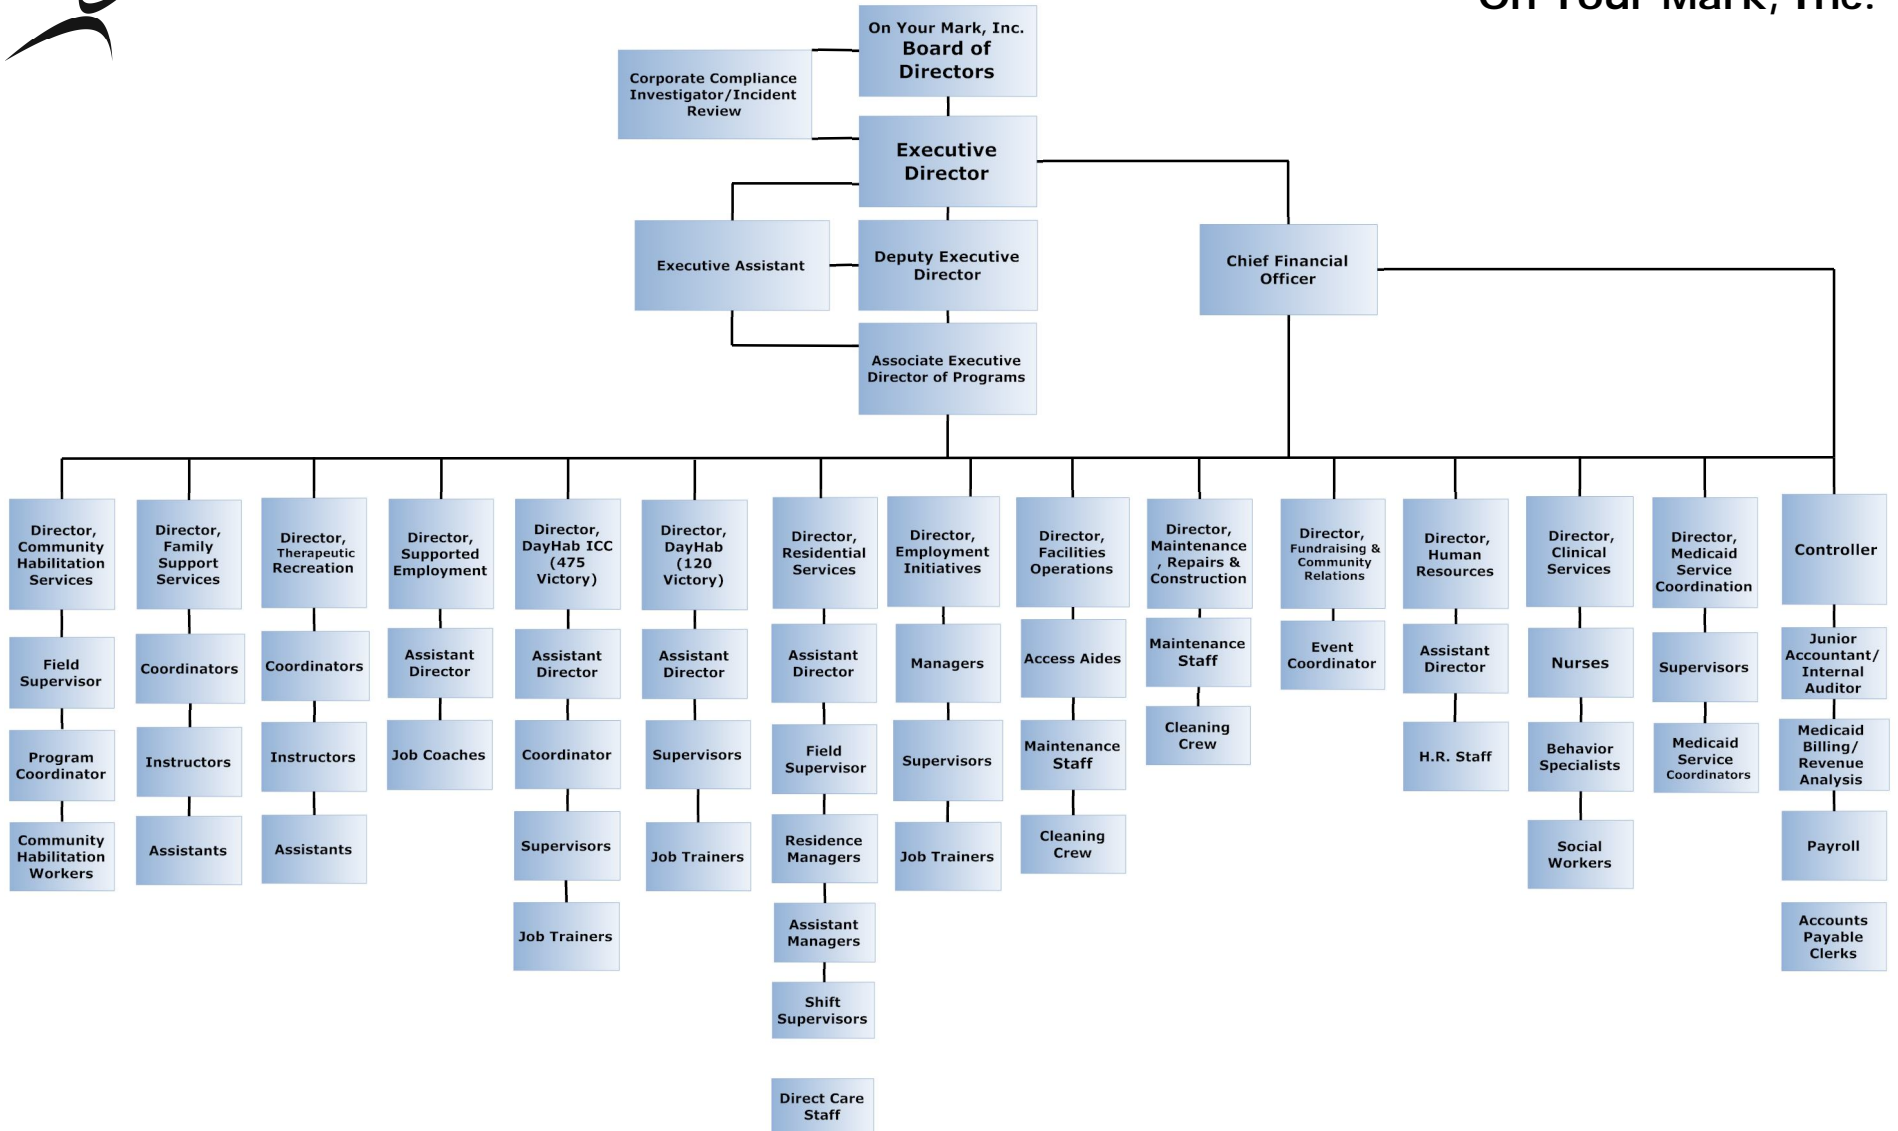 On Your Mark, Inc.
On Your Mark, Inc.
Board of
Directors
Corporate Compliance
Investigator/Incident
Review
Executive
Director
Executive Assistant
Deputy Executive
Director
Chief Financial
Officer
Associate Executive
Director of Programs
Director,
Community
Habilitation
Services
Director,
Family
Support
Services
Director,
Therapeutic
Recreation
Director,
Supported
Employment
Director,
DayHab ICC
(475
Victory)
Director,
DayHab
(120
Victory)
Director,
Residential
Services
Director,
Employment
Initiatives
Director,
Facilities
Operations
Director,
Maintenance
, Repairs &
Construction
Director,
Fundraising &
Community
Relations
Director,
Human
Resources
Director,
Clinical
Services
Director,
Medicaid
Service
Coordination
Controller
Field
Supervisor
Coordinators
Coordinators
Assistant
Director
Assistant
Director
Assistant
Director
Assistant
Director
Managers
Access Aides
Maintenance
Staff
Event
Coordinator
Assistant
Director
Nurses
Supervisors
Junior
Accountant/
Internal
Auditor
Program
Coordinator
Instructors
Instructors
Job Coaches
Coordinator
Supervisors
Field
Supervisor
Supervisors
Maintenance
Staff
Cleaning
Crew
H.R. Staff
Behavior
Specialists
Medicaid
Service
Coordinators
Medicaid
Billing/
Revenue
Analysis
Community
Habilitation
Workers
Assistants
Assistants
Supervisors
Job Trainers
Residence
Managers
Job Trainers
Cleaning
Crew
Social
Workers
Payroll
Job Trainers
Assistant
Managers
Accounts
Payable
Clerks
Shift
Supervisors
Direct Care
Staff